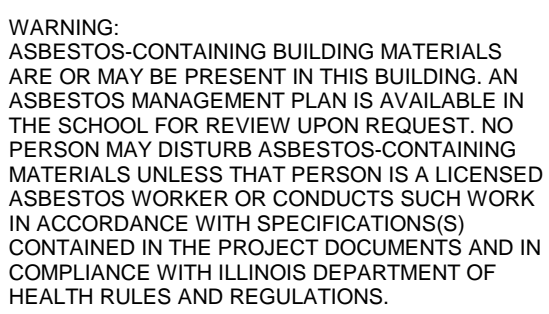 WARNING:
ASBESTOS-CONTAINING BUILDING MATERIALS
ARE OR MAY BE PRESENT IN THIS BUILDING. AN
ASBESTOS MANAGEMENT PLAN IS AVAILABLE IN
THE SCHOOL FOR REVIEW UPON REQUEST. NO
PERSON MAY DISTURB ASBESTOS-CONTAINING
MATERIALS UNLESS THAT PERSON IS A LICENSED
ASBESTOS WORKER OR CONDUCTS SUCH WORK
IN ACCORDANCE WITH SPECIFICATIONS(S)
CONTAINED IN THE PROJECT DOCUMENTS AND IN
COMPLIANCE WITH ILLINOIS DEPARTMENT OF
HEALTH RULES AND REGULATIONS.